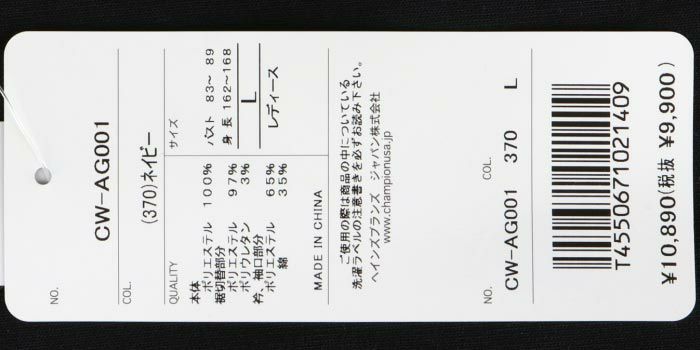 NO.
CW-AG001
COL.
(370)ネイビー
サイズ
バスト 83～ 89
身 長 162～168
L
レディース
QUALITY
本体
ポリエステル 100%
裾切替部分
ポリエステル 97%
ポリウレタン 3%
衿、袖口部分
ポリエステル 65%
綿 35%
MADE IN CHINA
ご使用の際は商品の中についている
洗濯ラベルの注意書きを必ずお読み下さい。
ヘインズブランズ ジャパン株式会社
www.championusa.jp
NO. COL.
CW-AG001 370 L
T4550671021409
¥10,890(税抜 ¥9,900)